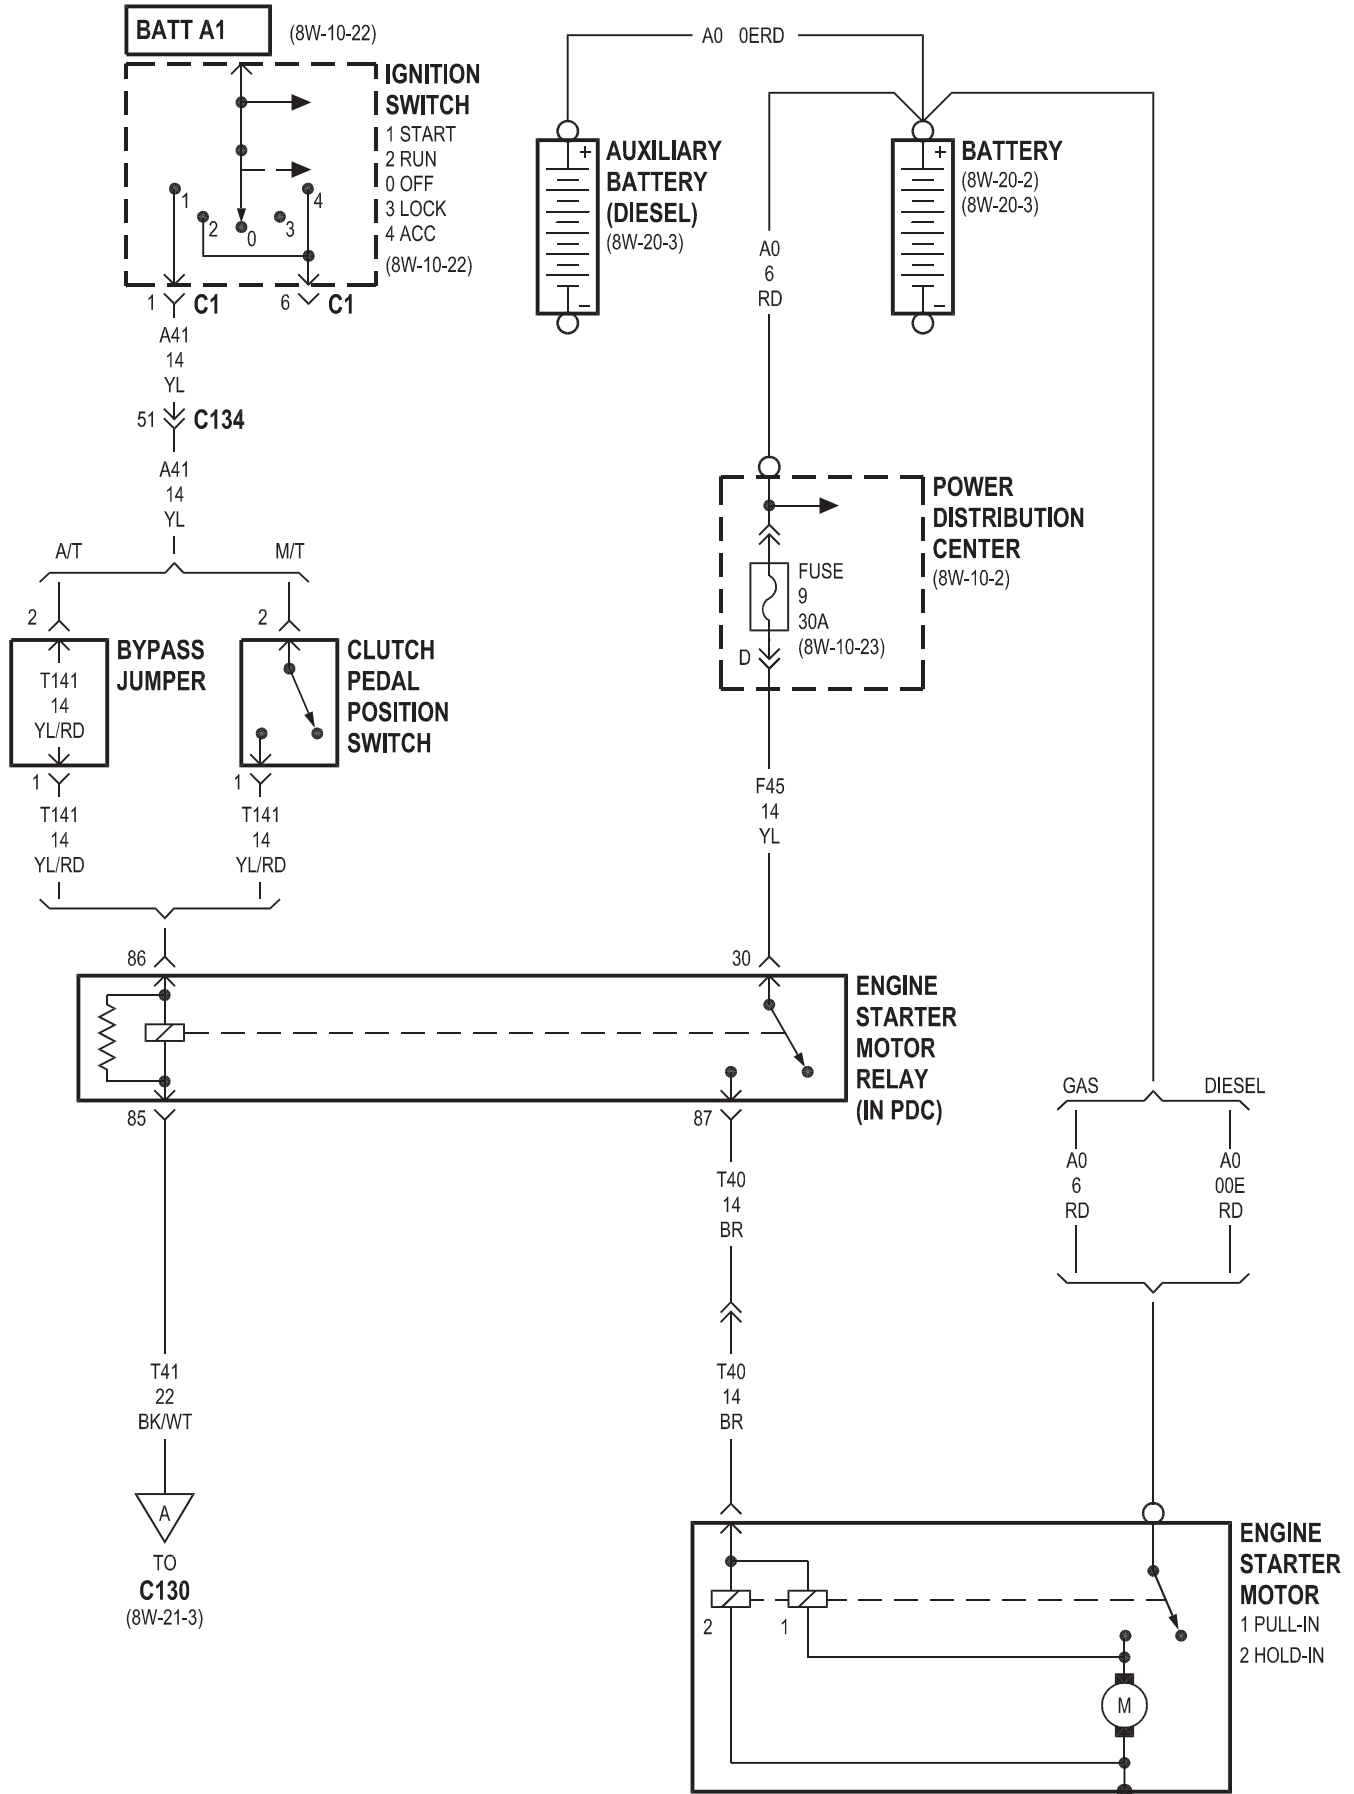 BATT A1
(8W-10-22)
IGNITION
SWITCH
1 START
2 RUN
0 OFF
3 LOCK
4 ACC
(8W-10-22)
1
2
0
3
4
1
C1
6
C1
A41
14
YL
51
C134
A41
14
YL
A/T
M/T
2
2
T141
14
YL/RD
BYPASS
JUMPER
CLUTCH
PEDAL
POSITION
SWITCH
1
1
T141
14
YL/RD
T141
14
YL/RD
A0 0ERD
+
AUXILIARY
BATTERY
(DIESEL)
(8W-20-3)
−
+
BATTERY
(8W-20-2)
(8W-20-3)
−
A0
6
RD
POWER
DISTRIBUTION
CENTER
(8W-10-2)
FUSE
9
30A
(8W-10-23)
D
F45
14
YL
86
30
ENGINE
STARTER
MOTOR
RELAY
(IN PDC)
85
87
T40
14
BR
T41
22
BK/WT
A
TO
C130
(8W-21-3)
T40
14
BR
GAS
DIESEL
A0
6
RD
A0
00E
RD
ENGINE
STARTER
MOTOR
1 PULL-IN
2 HOLD-IN
2
1
M